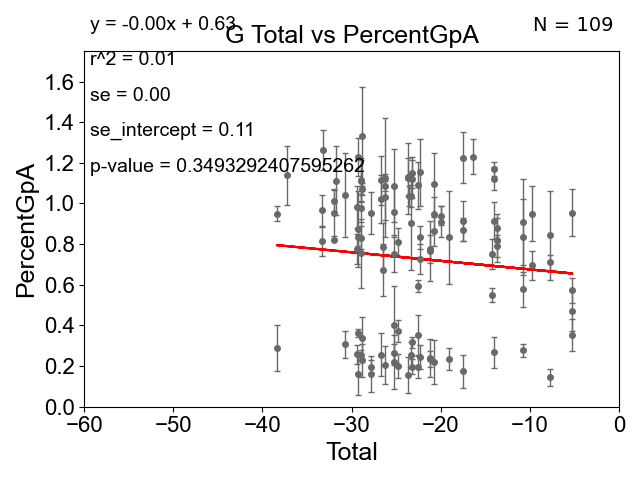 y = -0.00x + 0.63
N = 109
G Total vs PercentGpA
r^2 = 0.01
se = 0.00
se_intercept = 0.11
p-value = 0.3493292407595262
PercentGpA
1.6
1.4
1.2
1.0
0.8
0.6
0.4
0.2
0.0
−60
−50
−40
−30
−20
−10
0
Total